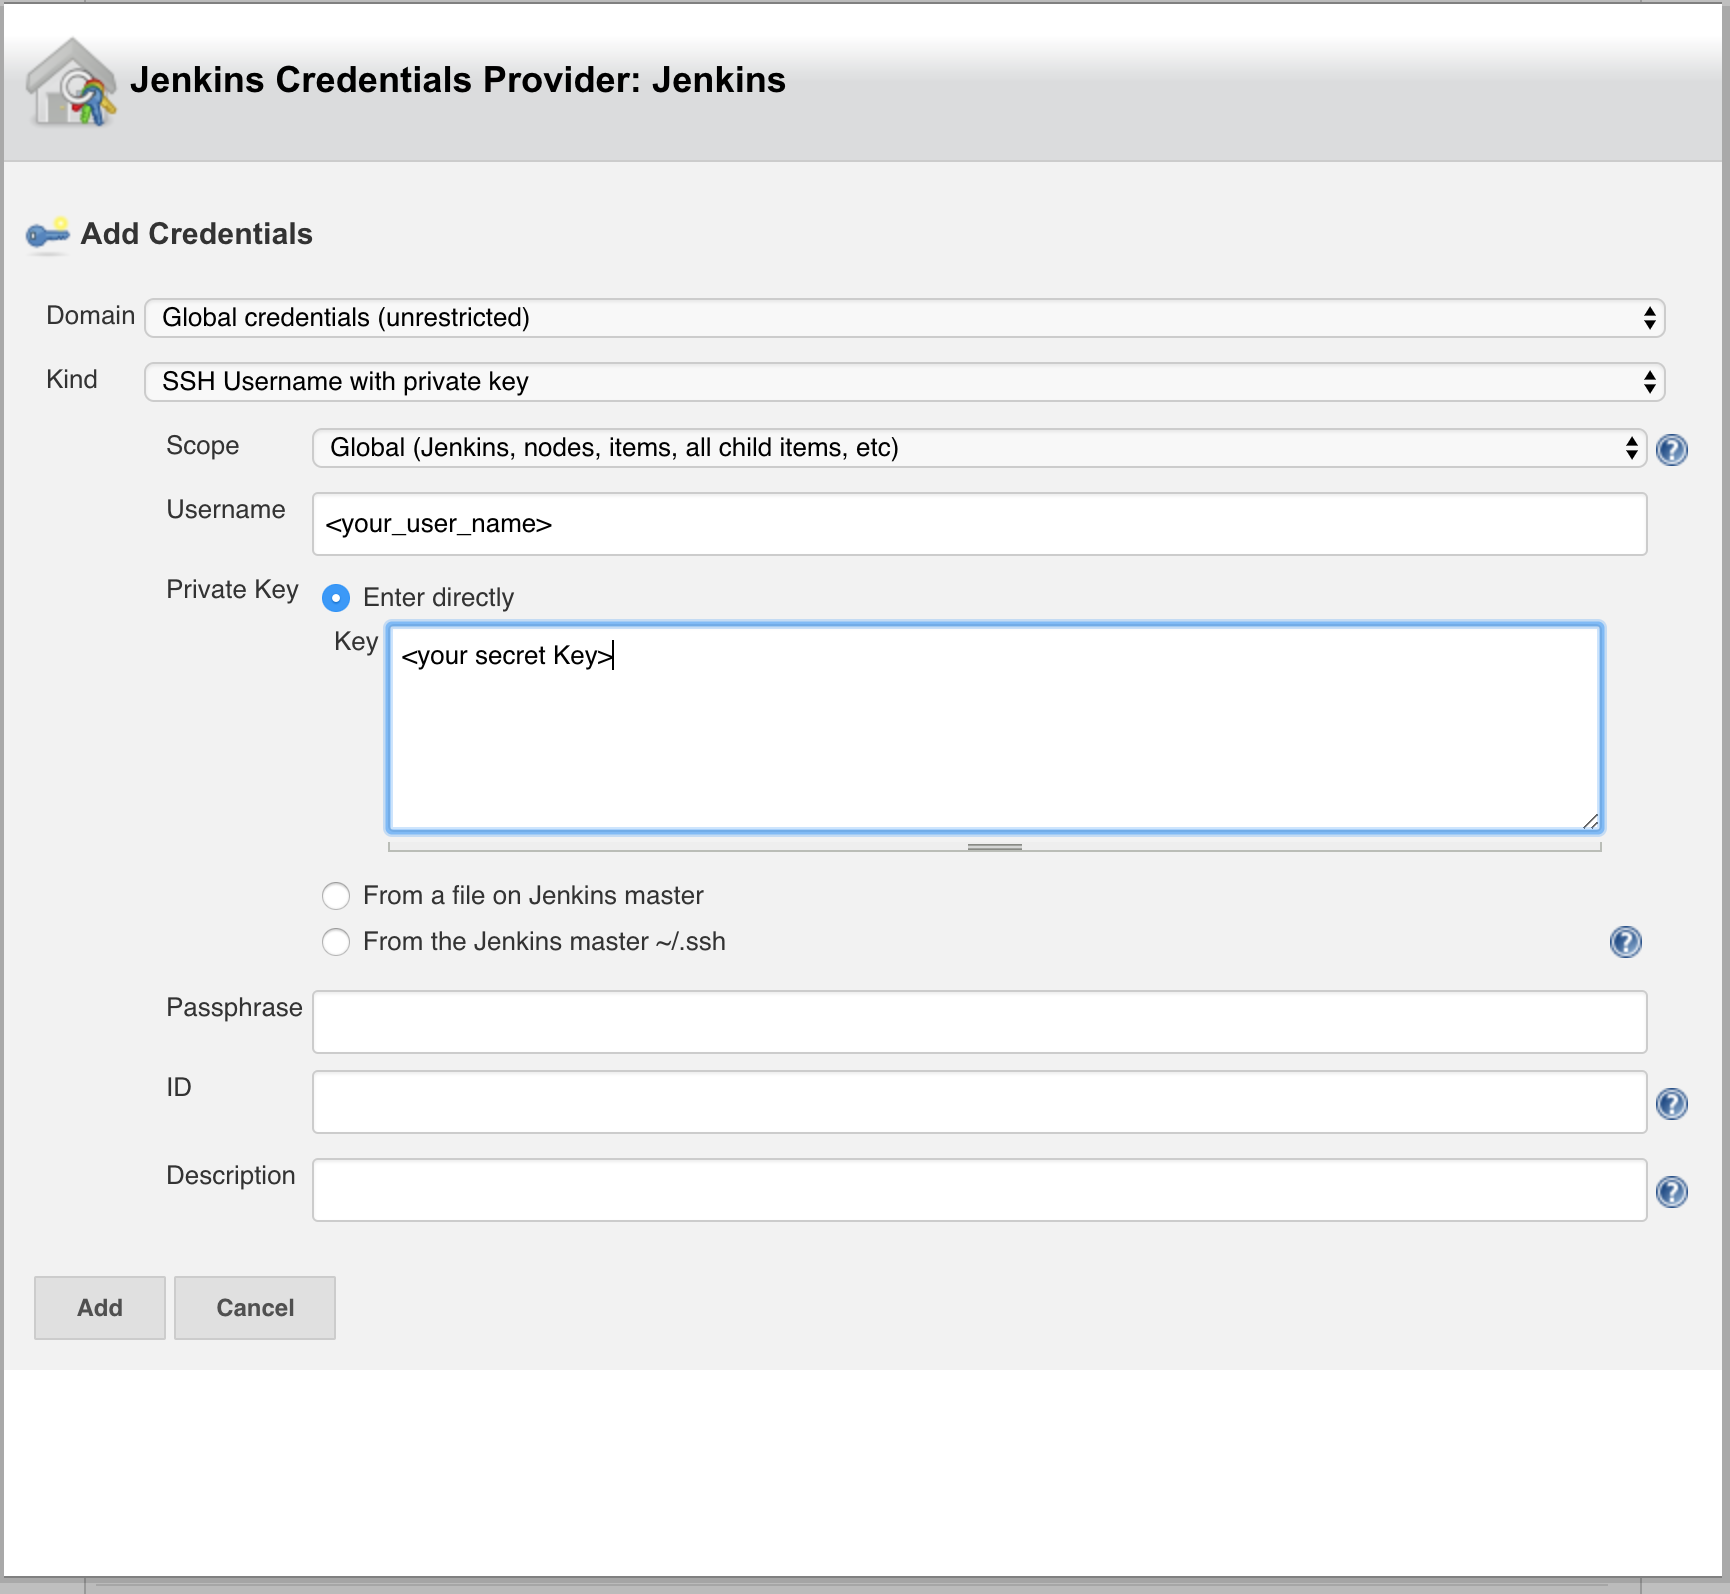 Jenkins Credentials Provider: Jenkins
Add Credentials
Domain Global credentials (unrestricted)
Kind SSH Username with private key
Scope Global (Jenkins, nodes, items, all child items, etc)
Username <your_user_name>
Private Key Enter directly
Key <your secret Key>
From a file on Jenkins master
From the Jenkins master ~/.ssh
Passphrase
ID
Description
Add Cancel